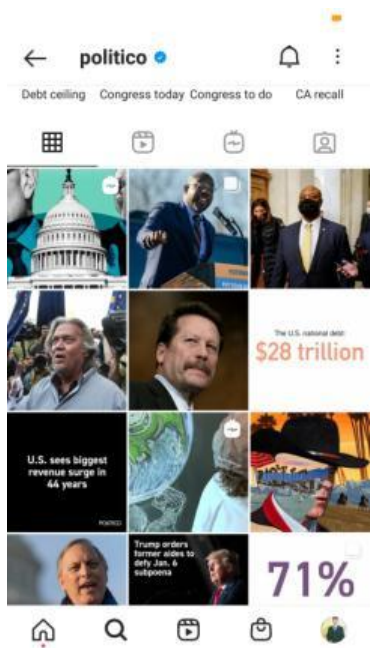 politico
Debt ceiling Congress today Congress to do CA recall
The U.S. national debt:
$28 trillion
U.S. sees biggest
revenue surge in
44 years
POLITICO
Trump orders
former aides to
defy Jan. 6
subpoena
71%